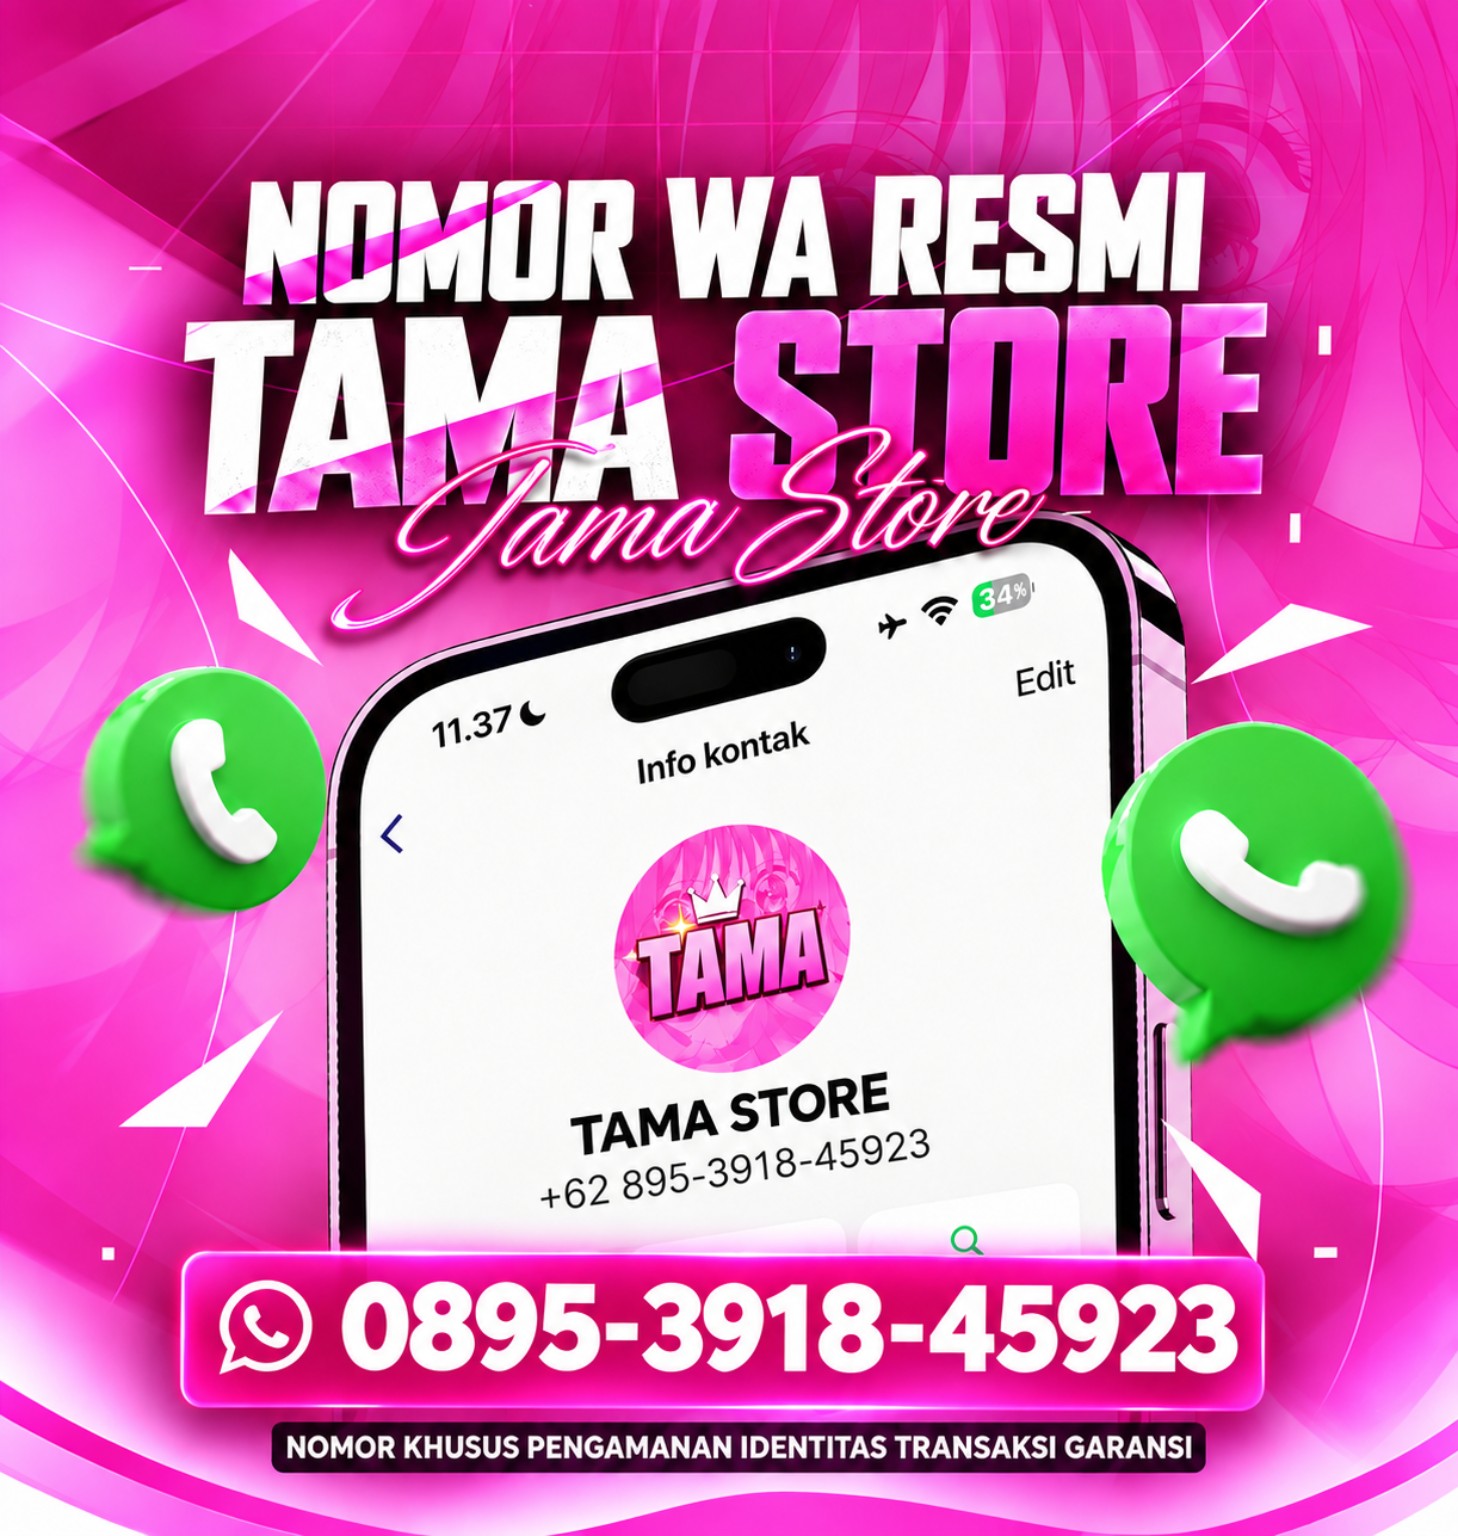 NOMOR WA RESMI
TAMA STORE
Tama Store
34%
11.37
Edit
Info kontak
TAMA
TAMA STORE
+62 895-3918-45923
0895-3918-45923
NOMOR KHUSUS PENGAMANAN IDENTITAS TRANSAKSI GARANSI